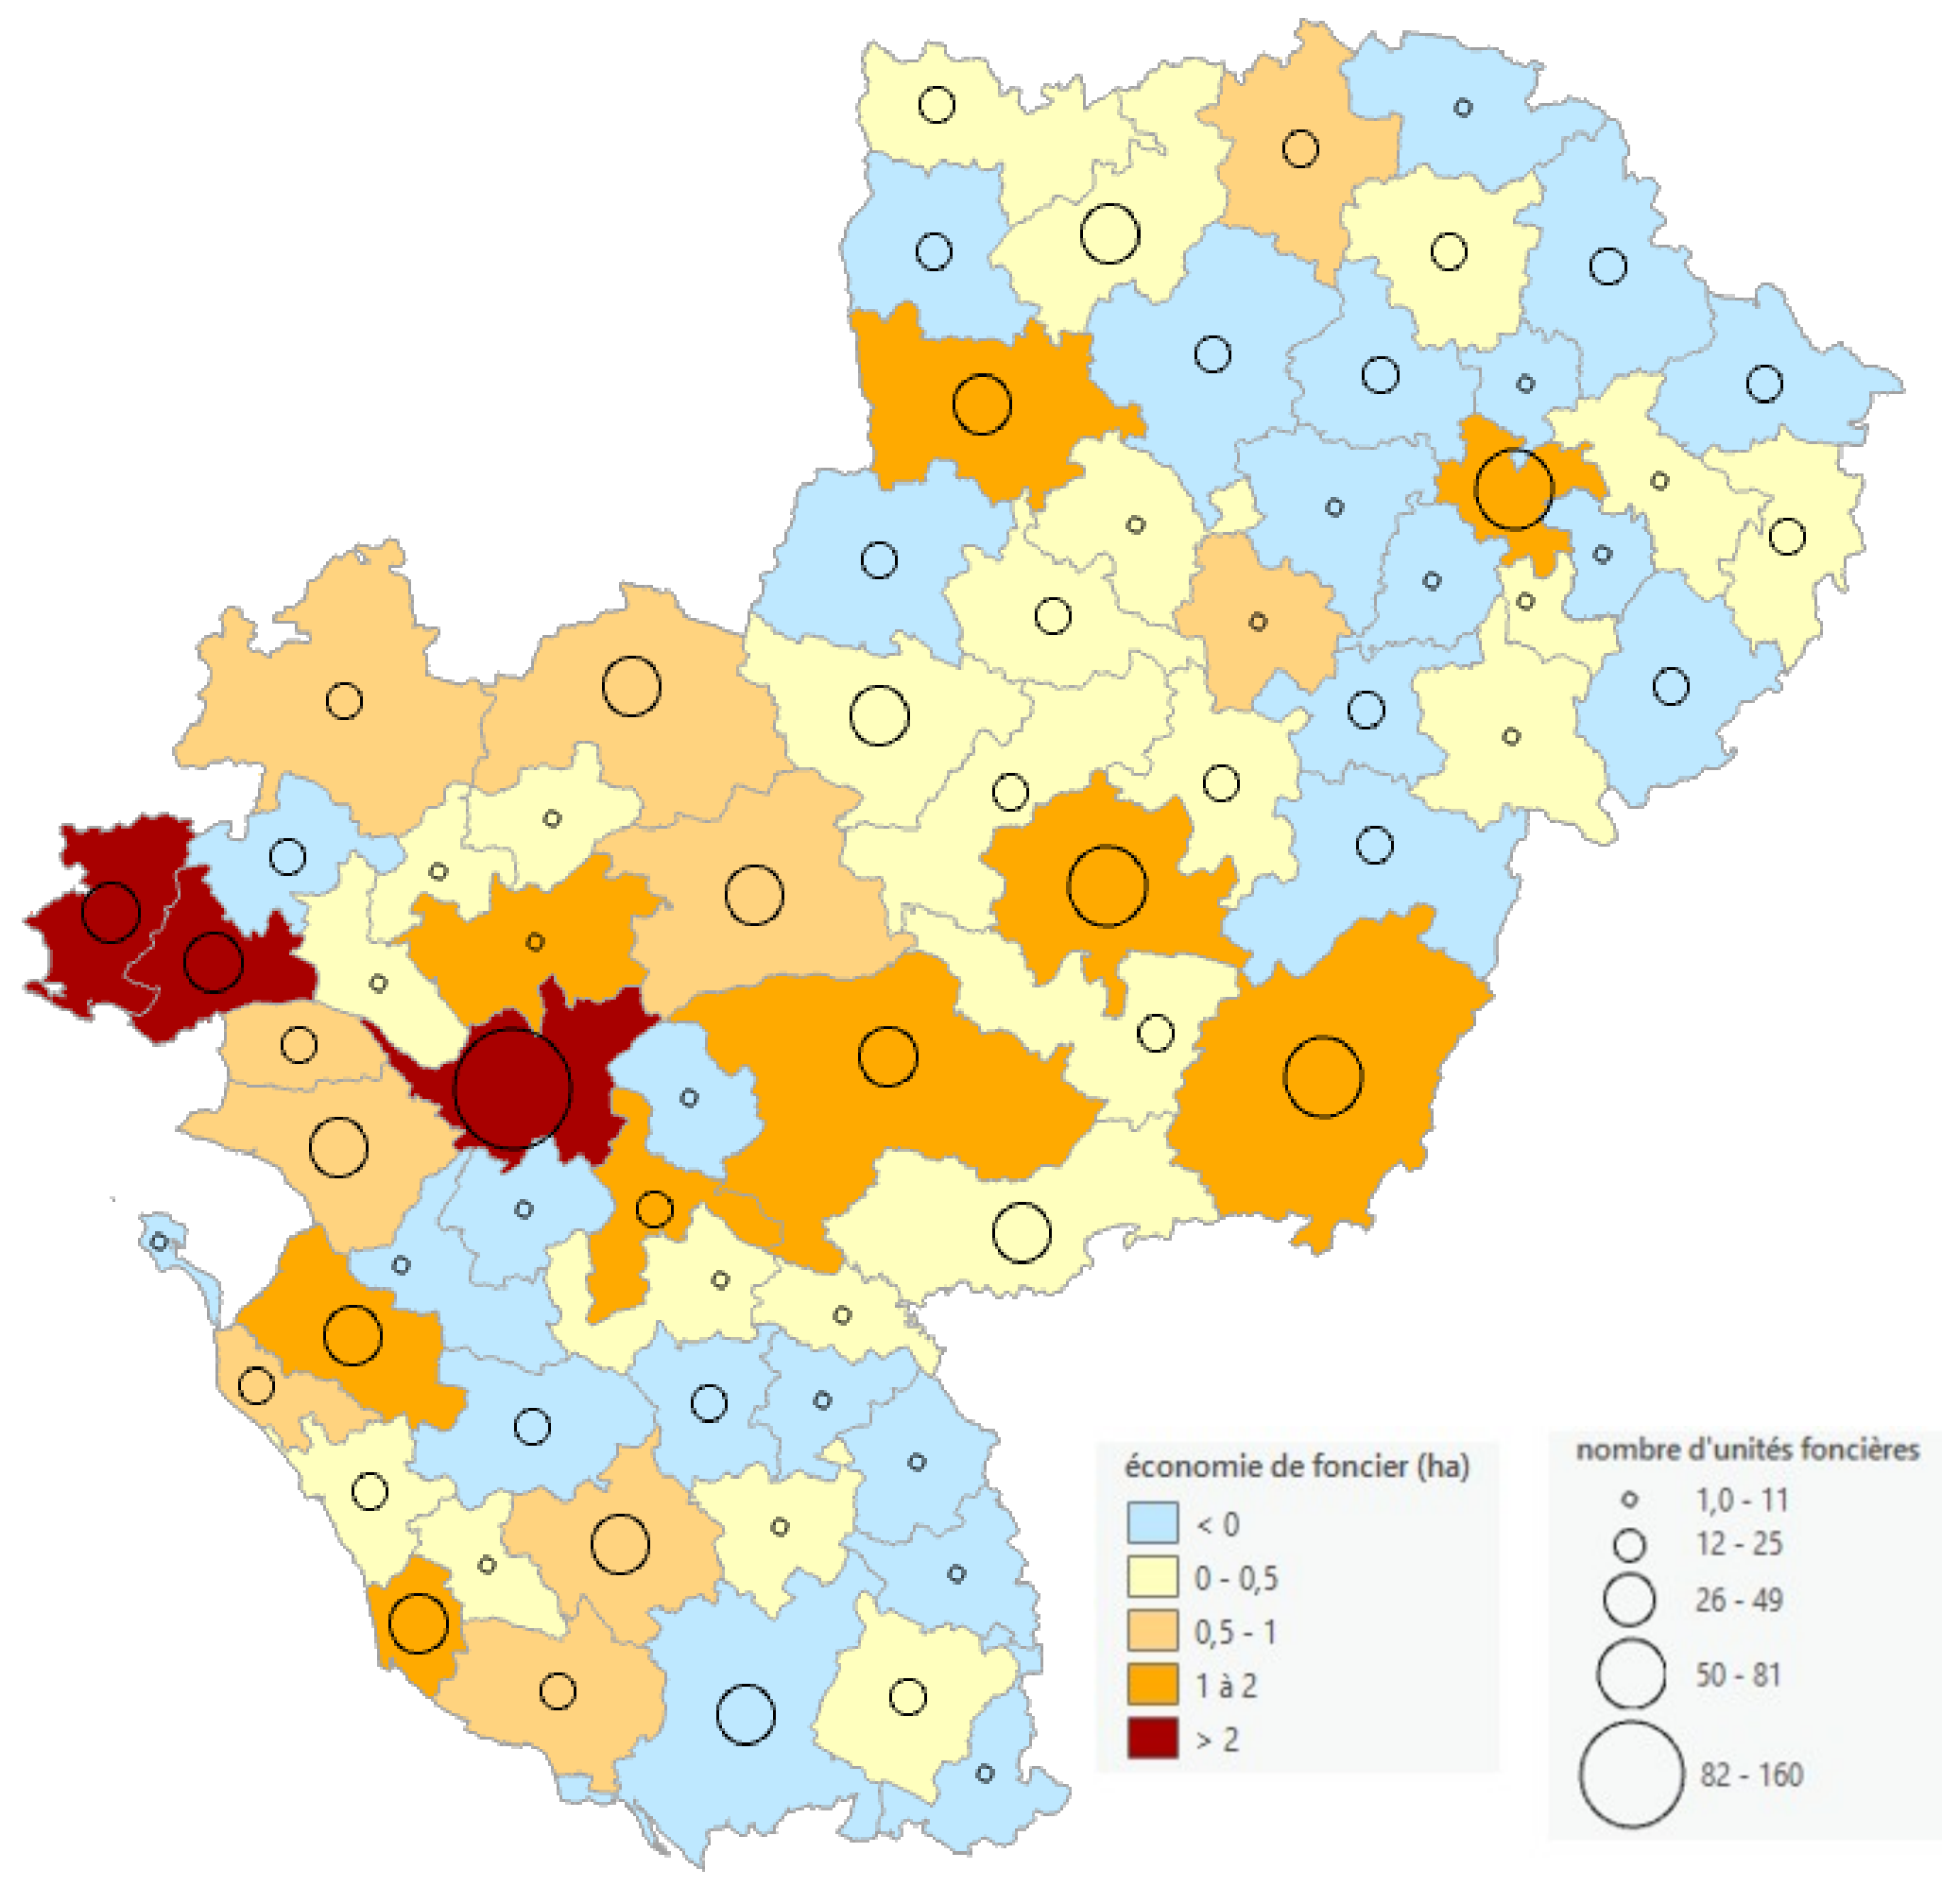 économie de foncier (ha)
< 0
0 - 0,5
0,5 - 1
1 à 2
> 2
nombre d'unités foncières
1,0 - 11
12 - 25
26 - 49
50 - 81
82 - 160